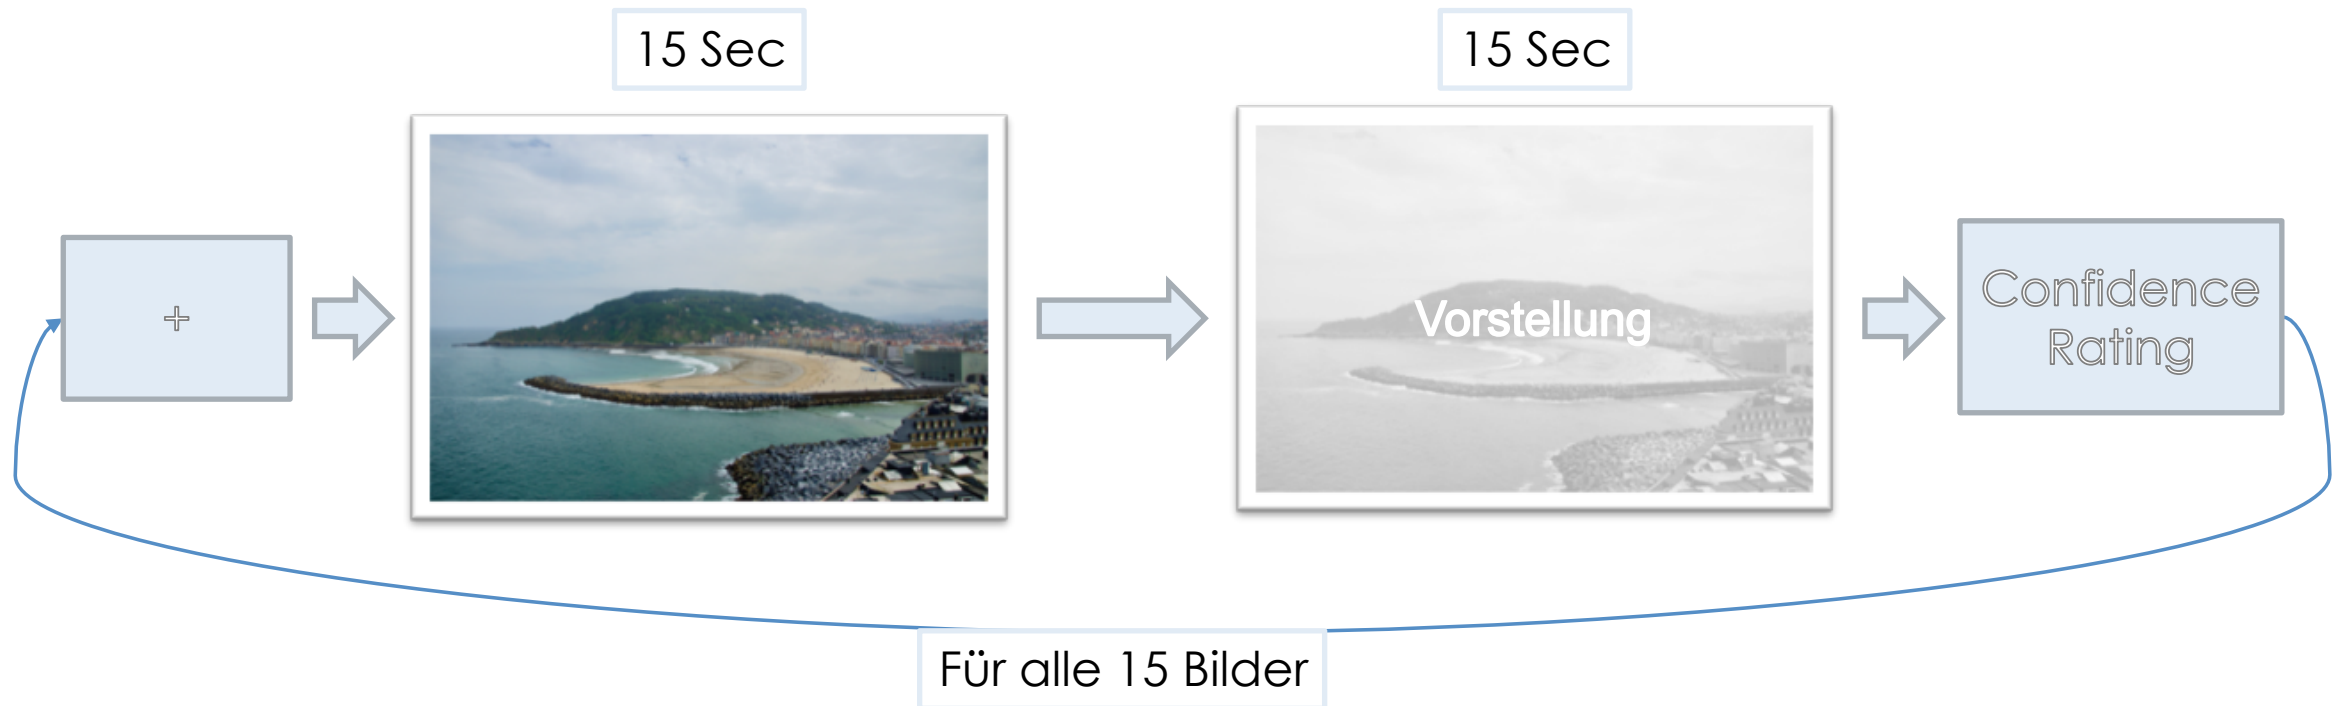 15 Sec
15 Sec
+
Vorstellung
Confidence
Rating
Für alle 15 Bilder